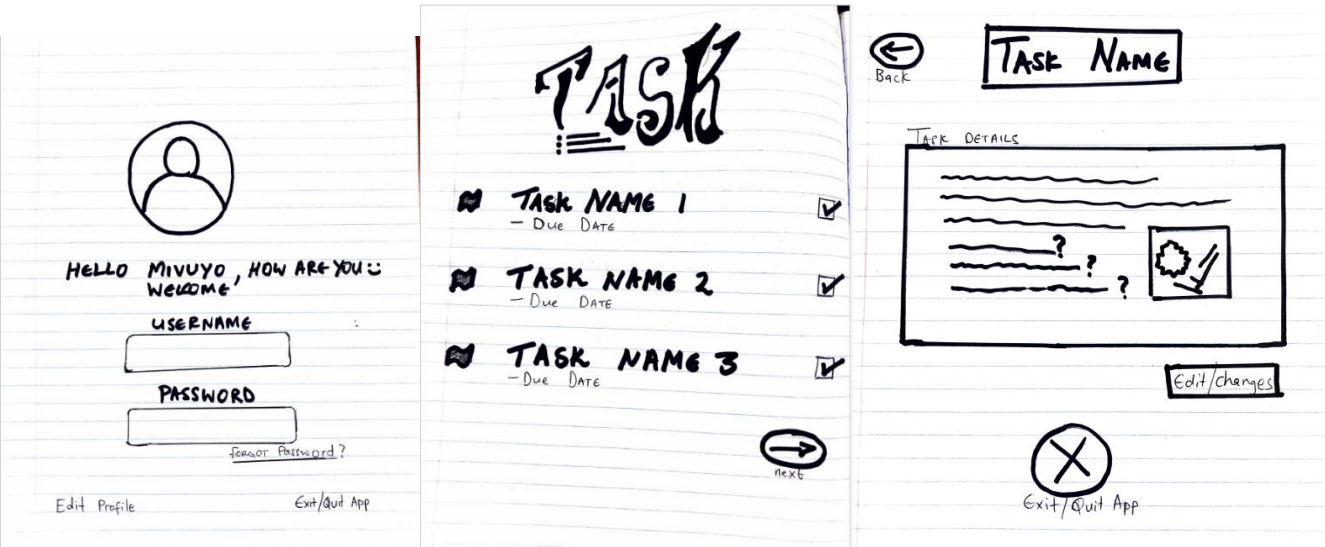 HELLO MIVUYO, HOW ARE YOU
WELCOME
USERNAME
PASSWORD
Forgot Password?
Edit Profile
Exit/Quit App
TASK
TASK NAME 1
- Due DATE
TASK NAME 2
- Due DATE
TASK NAME 3
- Due DATE
next
Back
TASK NAME
TASK DETAILS
?
?
?
Edit/changes
Exit/Quit App